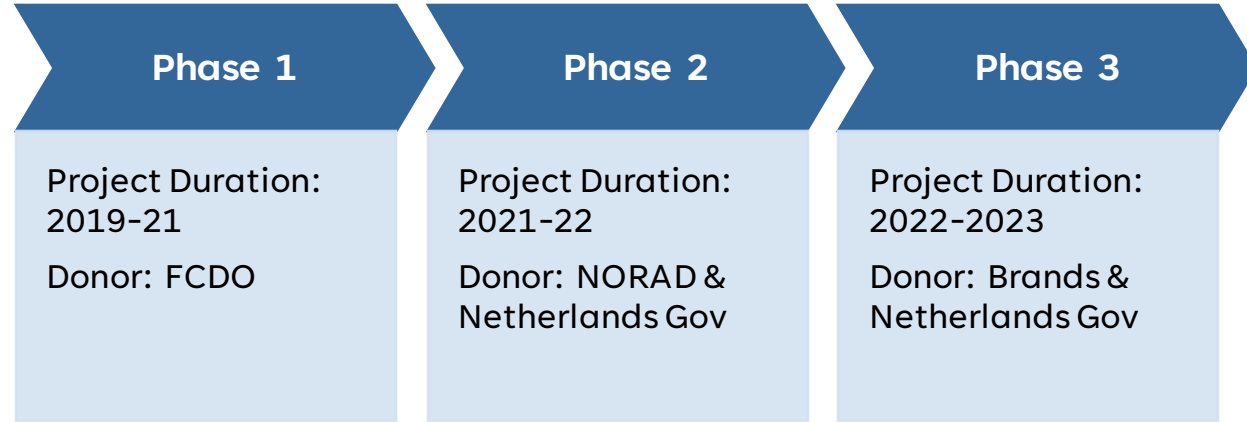 Phase 1
Project Duration:
2019-21
Donor: FCDO
Phase 2
Project Duration:
2021-22
Donor: NORAD &
Netherlands Gov
Phase 3
Project Duration:
2022-2023
Donor: Brands &
Netherlands Gov